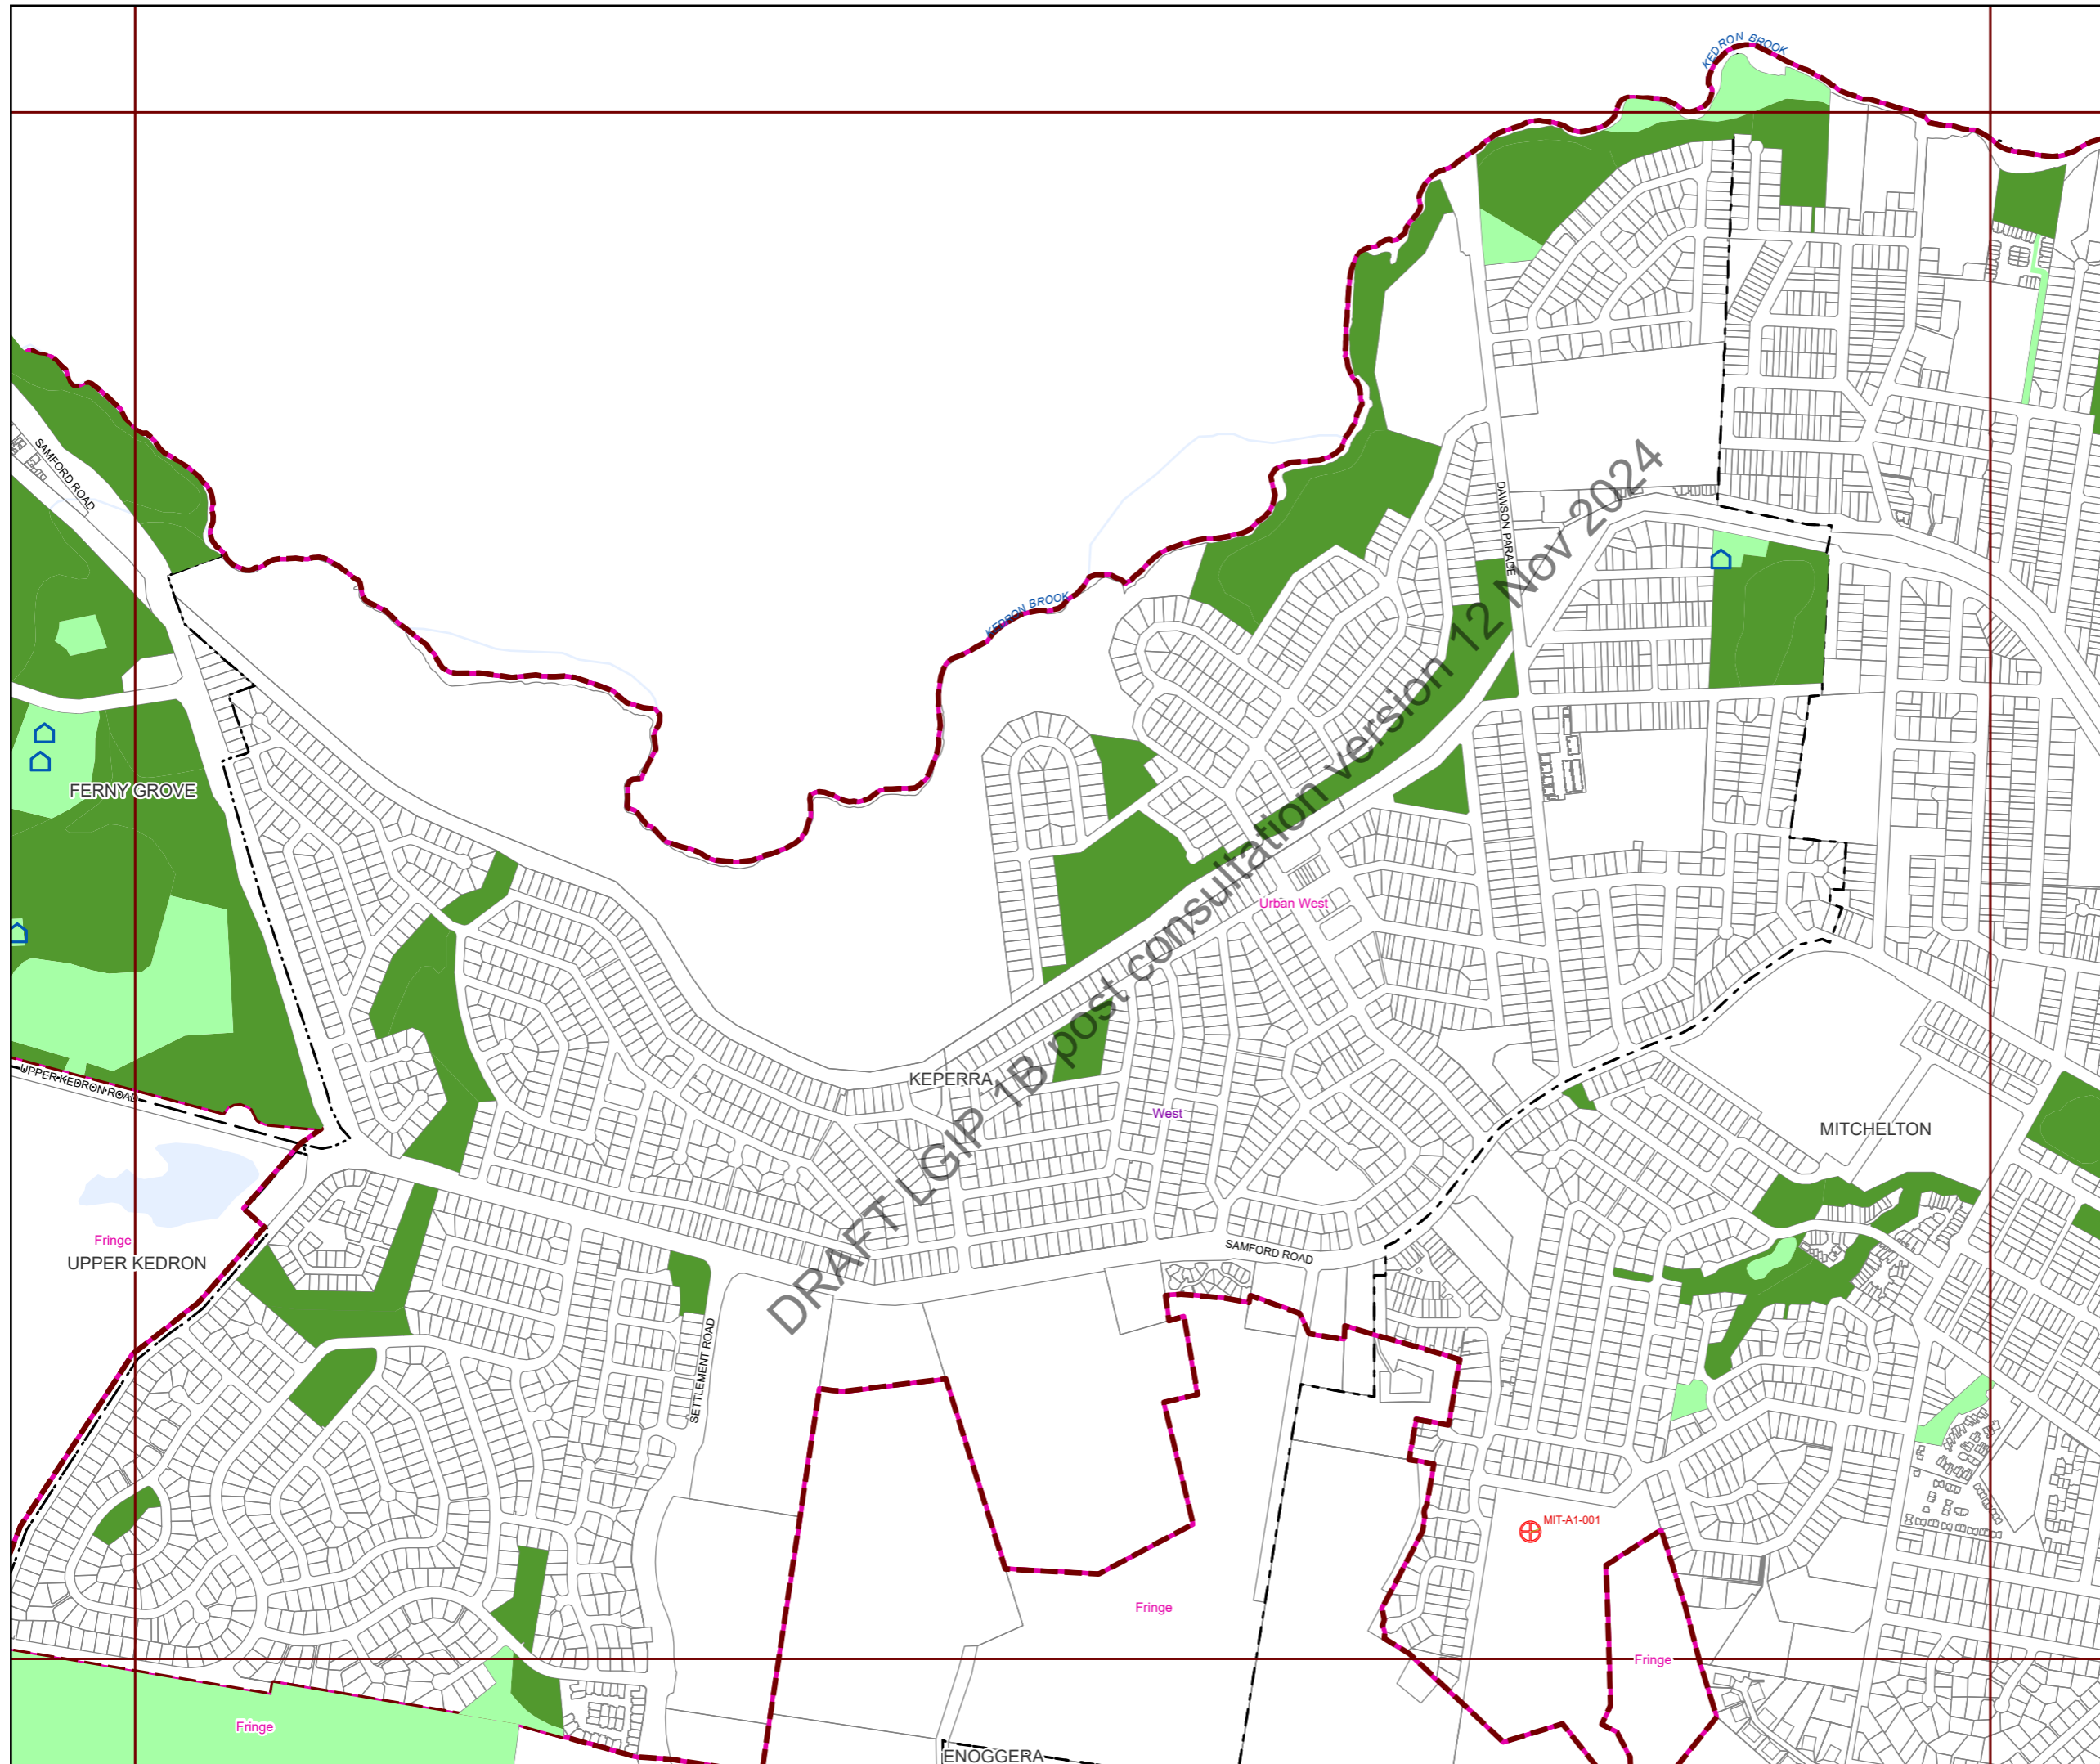 KEDRON BROOK
SAMFORD ROAD
DAWSON PARADE
KEDRON BROOK
FERNY GROVE
Urban West
DRAFT LGIP 1B post consultation version 12 Nov 2024
KEPERRA
UPPER KEDRON ROAD
West
MITCHELTON
Fringe
UPPER KEDRON
SAMFORD ROAD
SETTLEMENT ROAD
MIT-A1-001
Fringe
Fringe
Fringe
ENOGGERA